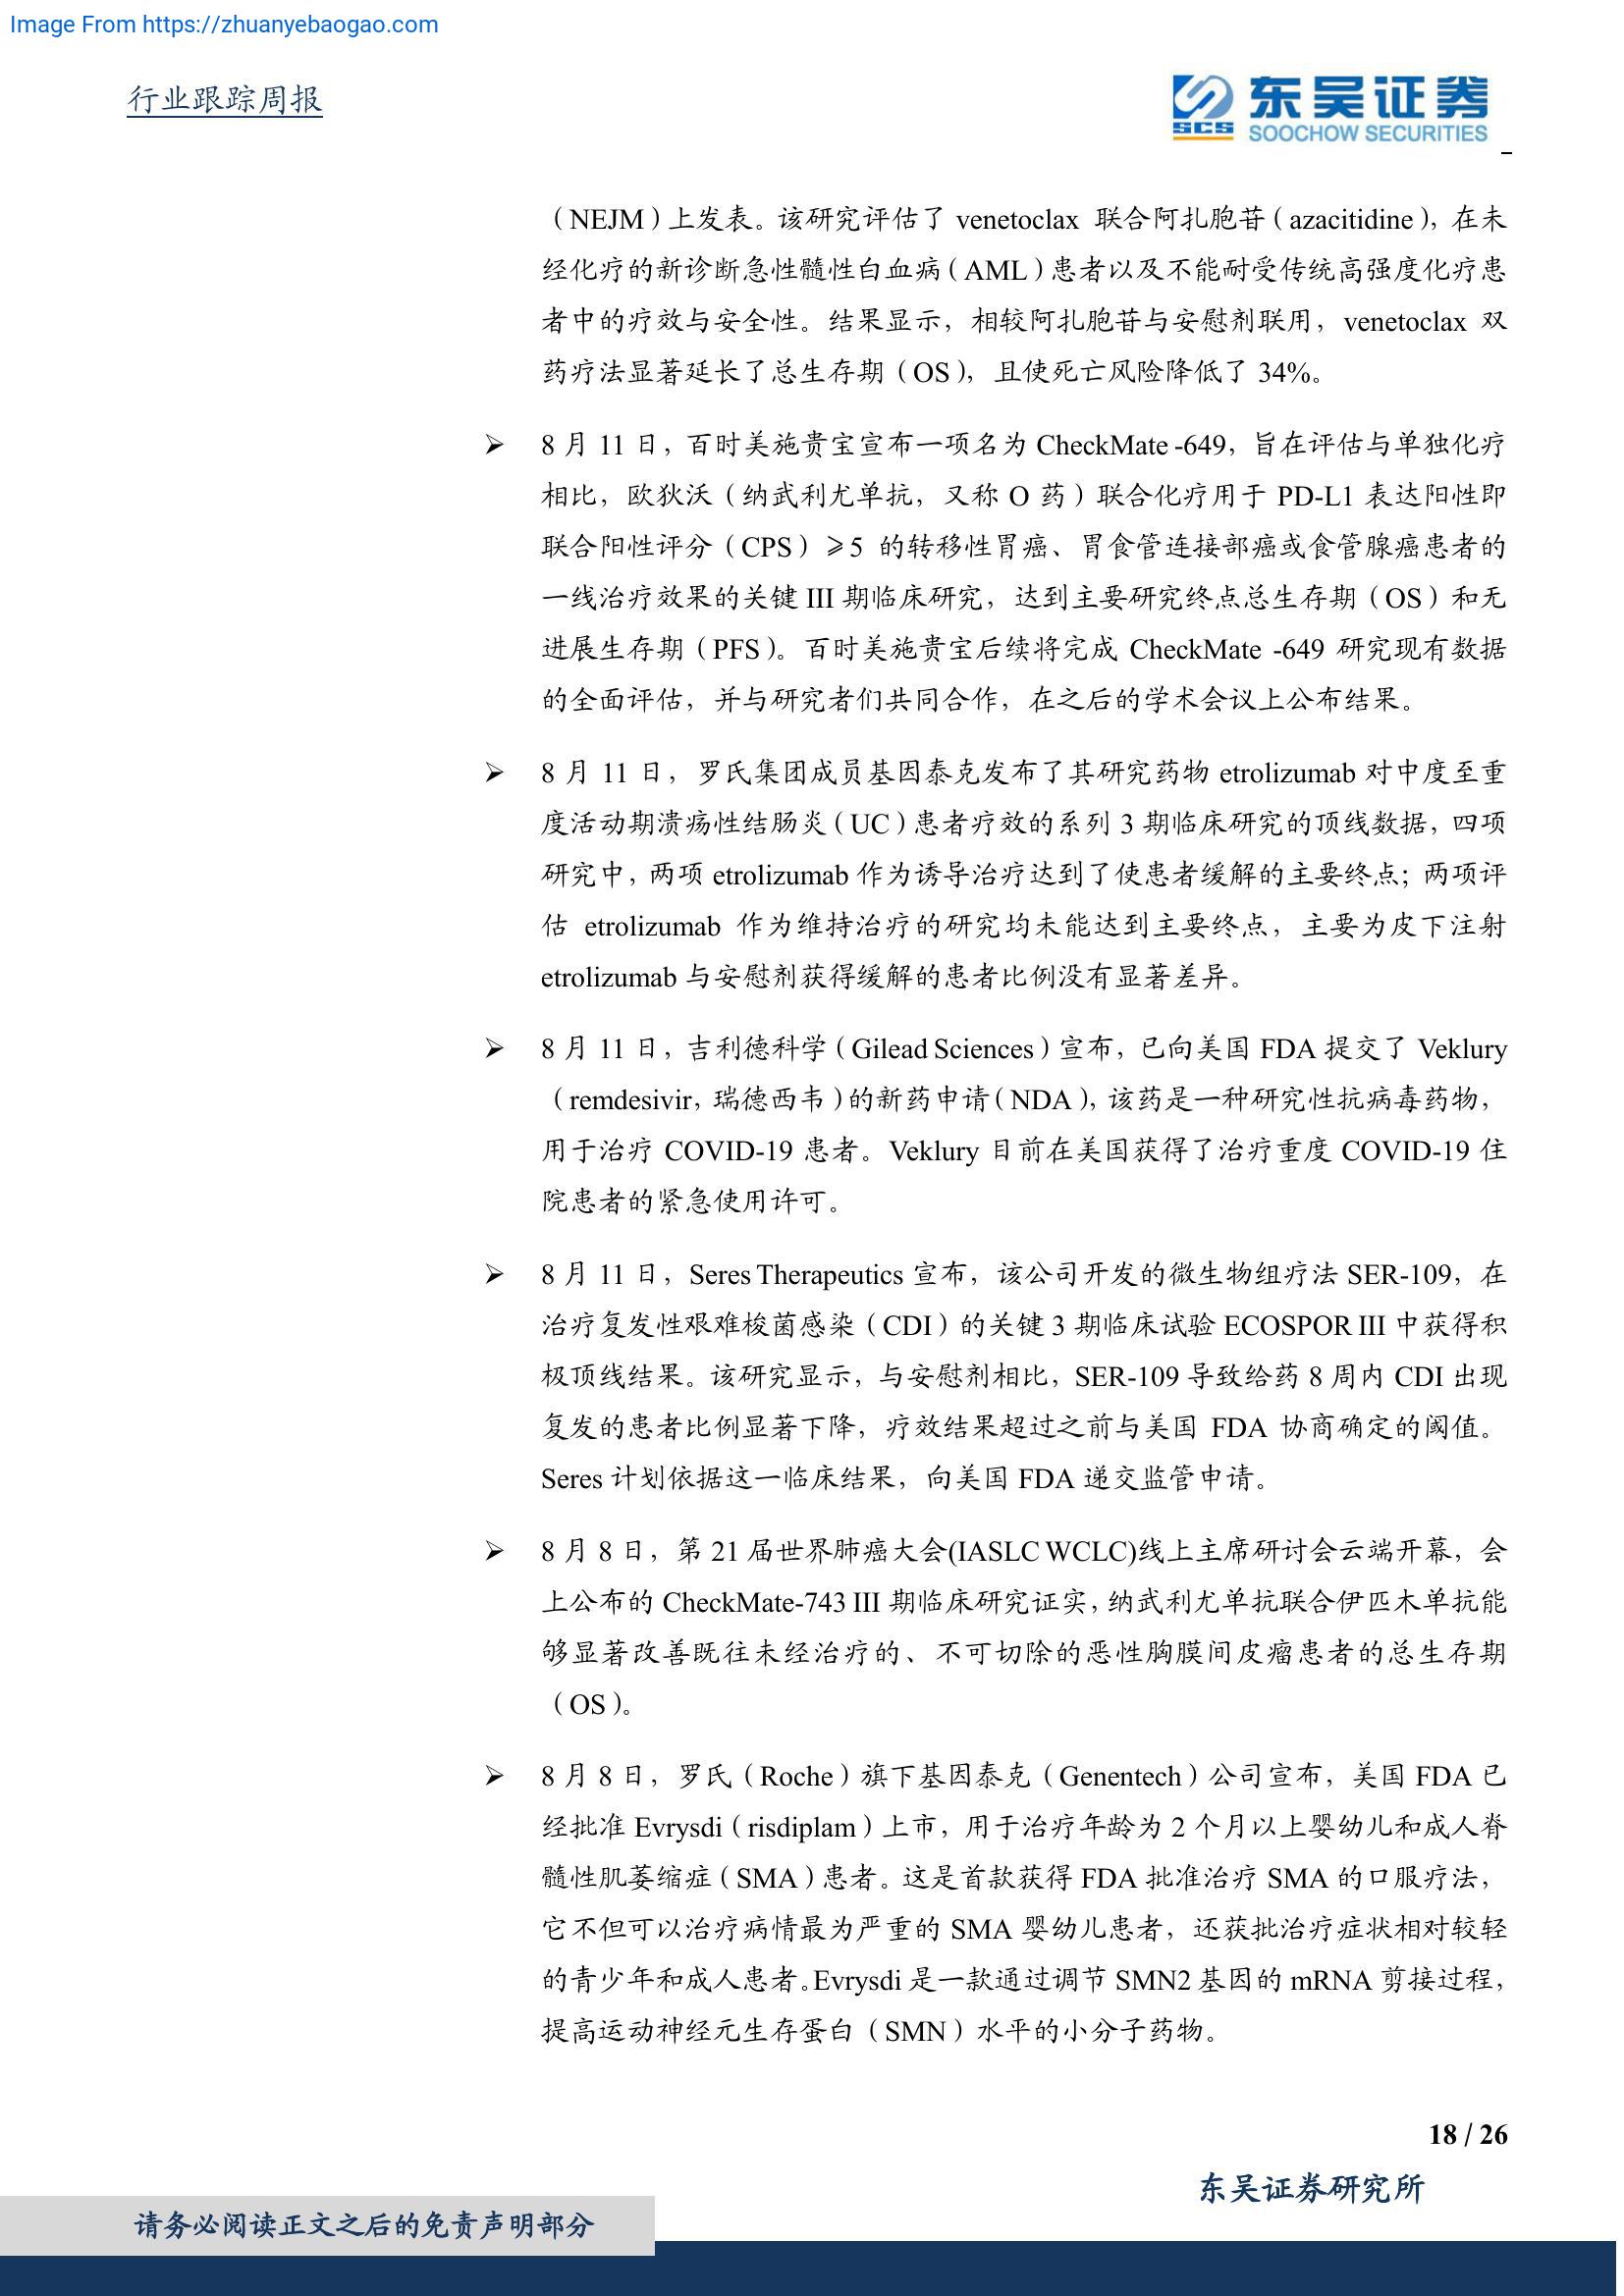 Image From https://zhuanyebaogao.com
行业跟踪周报
SCS 东吴证券
SOOCHOW SECURITIES
（NEJM）上发表。该研究评估了 venetoclax 联合阿扎胞苷（azacitidine），在未
经化疗的新诊断急性髓性白血病（AML）患者以及不能耐受传统高强度化疗患
者中的疗效与安全性。结果显示，相较阿扎胞苷与安慰剂联用，venetoclax 双
药疗法显著延长了总生存期（OS），且使死亡风险降低了 34%。
➢ 8 月 11 日，百时美施贵宝宣布一项名为 CheckMate -649，旨在评估与单独化疗
相比，欧狄沃（纳武利尤单抗，又称 O 药）联合化疗用于 PD-L1 表达阳性即
联合阳性评分（CPS）≥5 的转移性胃癌、胃食管连接部癌或食管腺癌患者的
一线治疗效果的关键 III 期临床研究，达到主要研究终点总生存期（OS）和无
进展生存期（PFS）。百时美施贵宝后续将完成 CheckMate -649 研究现有数据
的全面评估，并与研究者们共同合作，在之后的学术会议上公布结果。
➢ 8 月 11 日，罗氏集团成员基因泰克发布了其研究药物 etrolizumab 对中度至重
度活动期溃疡性结肠炎（UC）患者疗效的系列 3 期临床研究的顶线数据，四项
研究中，两项 etrolizumab 作为诱导治疗达到了使患者缓解的主要终点；两项评
估 etrolizumab 作为维持治疗的研究均未能达到主要终点，主要为皮下注射
etrolizumab 与安慰剂获得缓解的患者比例没有显著差异。
➢ 8 月 11 日，吉利德科学（Gilead Sciences）宣布，已向美国 FDA 提交了 Veklury
（remdesivir，瑞德西韦）的新药申请（NDA），该药是一种研究性抗病毒药物，
用于治疗 COVID-19 患者。Veklury 目前在美国获得了治疗重度 COVID-19 住
院患者的紧急使用许可。
➢ 8 月 11 日，Seres Therapeutics 宣布，该公司开发的微生物组疗法 SER-109，在
治疗复发性艰难梭菌感染（CDI）的关键 3 期临床试验 ECOSPOR III 中获得积
极顶线结果。该研究显示，与安慰剂相比，SER-109 导致给药 8 周内 CDI 出现
复发的患者比例显著下降，疗效结果超过之前与美国 FDA 协商确定的阈值。
Seres 计划依据这一临床结果，向美国 FDA 递交监管申请。
➢ 8 月 8 日，第 21 届世界肺癌大会(IASLC WCLC)线上主席研讨会云端开幕，会
上公布的 CheckMate-743 III 期临床研究证实，纳武利尤单抗联合伊匹木单抗能
够显著改善既往未经治疗的、不可切除的恶性胸膜间皮瘤患者的总生存期
（OS）。
➢ 8 月 8 日，罗氏（Roche）旗下基因泰克（Genentech）公司宣布，美国 FDA 已
经批准 Evrysdi（risdiplam）上市，用于治疗年龄为 2 个月以上婴幼儿和成人脊
髓性肌萎缩症（SMA）患者。这是首款获得 FDA 批准治疗 SMA 的口服疗法，
它不但可以治疗病情最为严重的 SMA 婴幼儿患者，还获批治疗症状相对较轻
的青少年和成人患者。Evrysdi 是一款通过调节 SMN2 基因的 mRNA 剪接过程，
提高运动神经元生存蛋白（SMN）水平的小分子药物。
18 / 26
东吴证券研究所
请务必阅读正文之后的免责声明部分